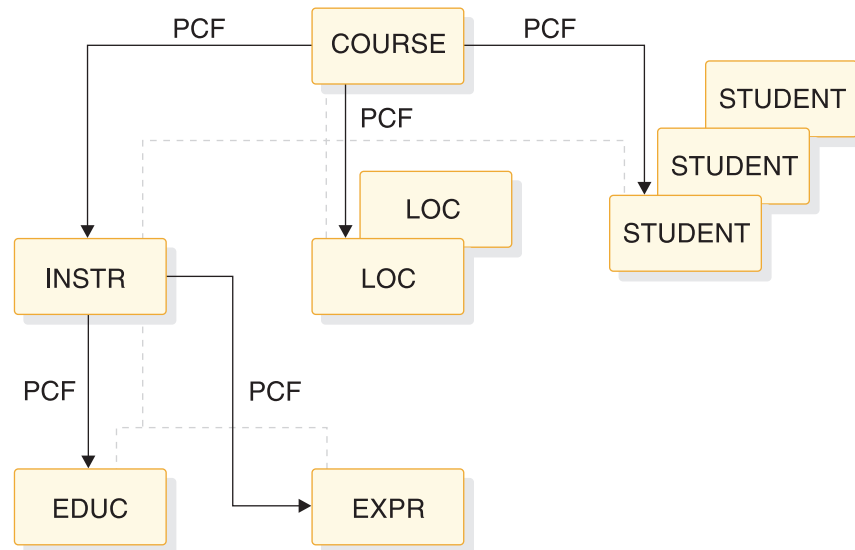 PCF
COURSE
PCF
PCF
STUDENT
STUDENT
LOC
STUDENT
INSTR
LOC
PCF
PCF
EDUC
EXPR